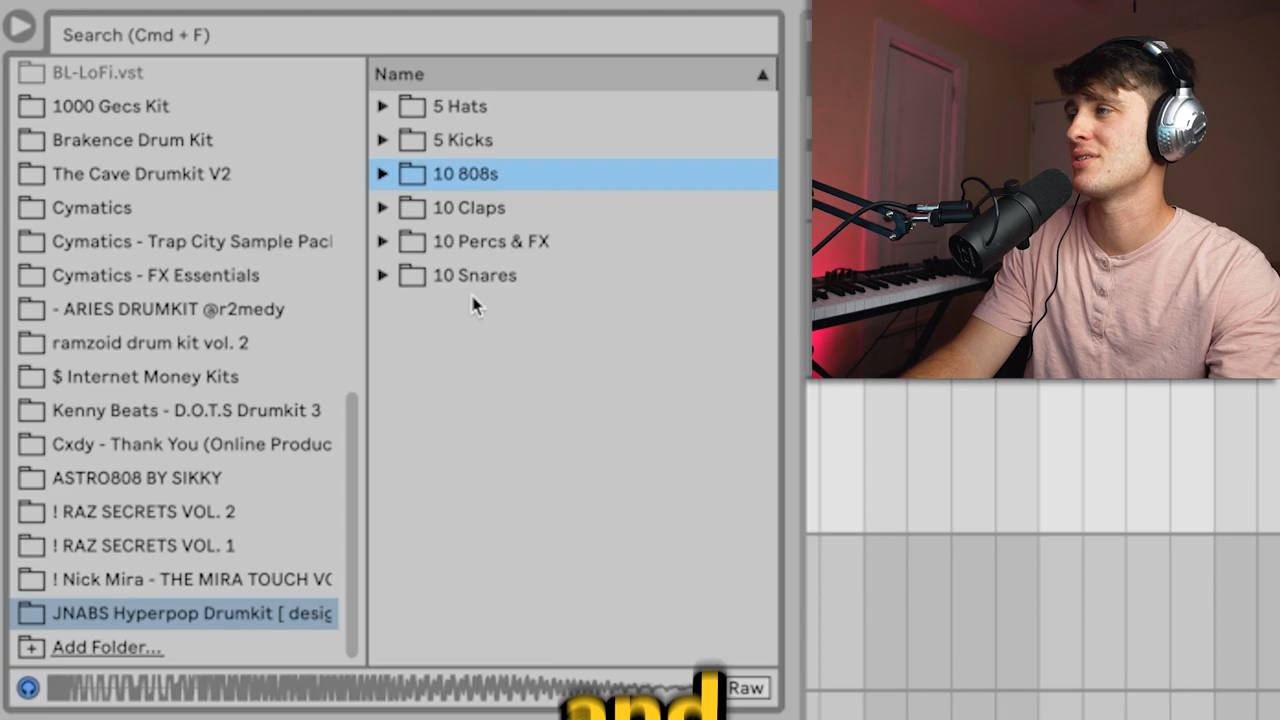 Search (Cmd + F)
BL-LoFi.vst
1000 Gecs Kit
Brakence Drum Kit
The Cave Drumkit V2
Cymatics
Cymatics - Trap City Sample Pacl
Cymatics - FX Essentials
- ARIES DRUMKIT @r2medy
ramzoid drum kit vol. 2
$ Internet Money Kits
Kenny Beats - D.O.T.S Drumkit 3
Cxdy - Thank You (Online Produc
ASTRO808 BY SIKKY
! RAZ SECRETS VOL. 2
! RAZ SECRETS VOL. 1
! Nick Mira - THE MIRA TOUCH VO
JNABS Hyperpop Drumkit [ desig
Add Folder...
Name
5 Hats
5 Kicks
10 808s
10 Claps
10 Percs & FX
10 Snares
Raw
and